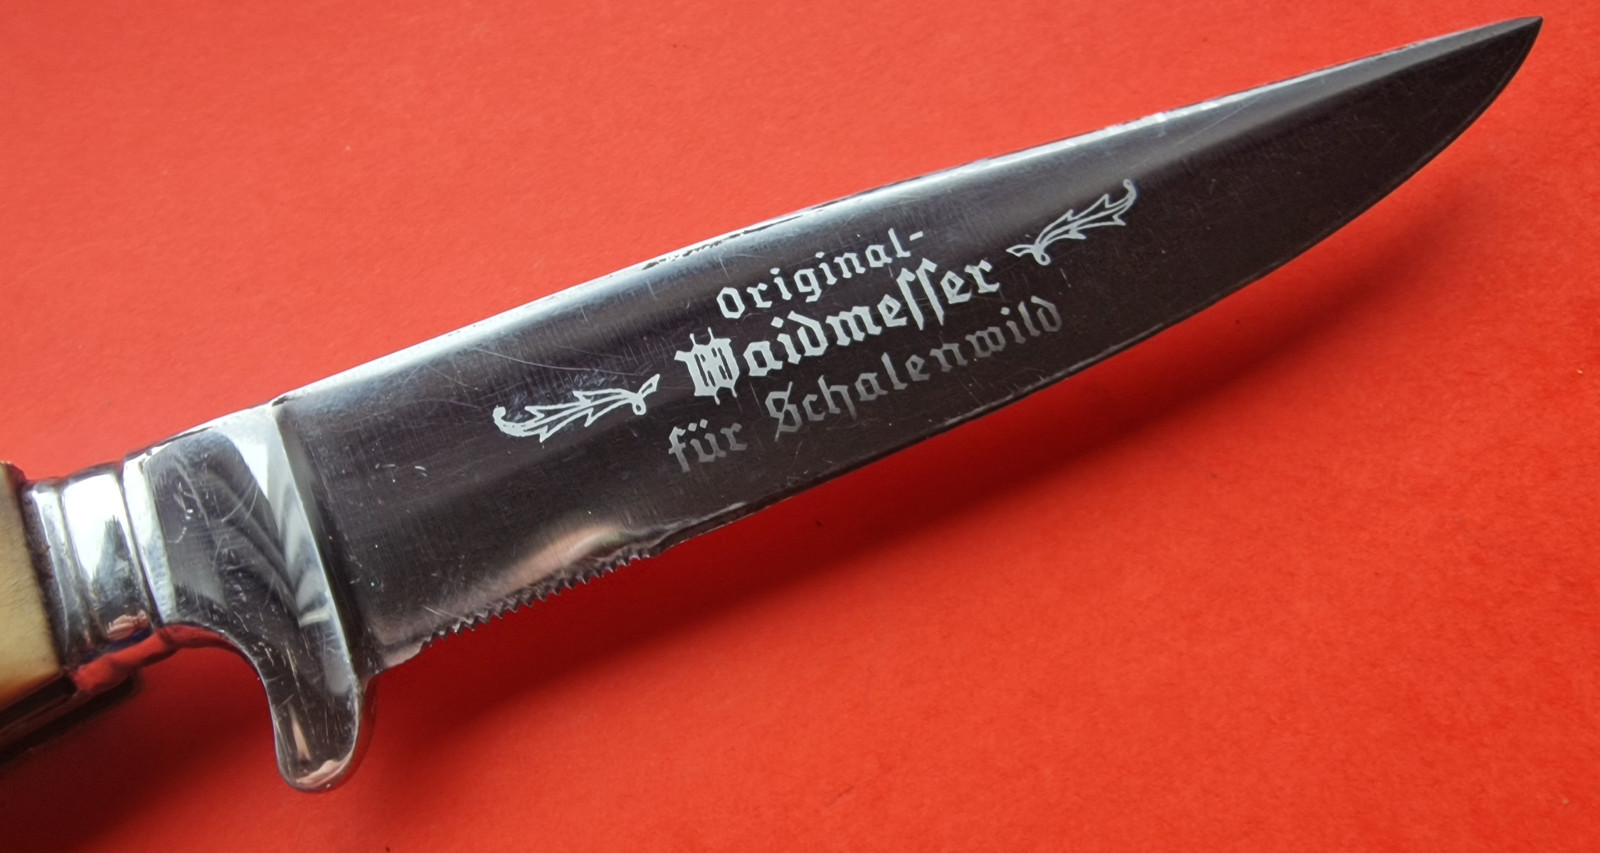 Original-
Waidmeſſer
für Schalenwild